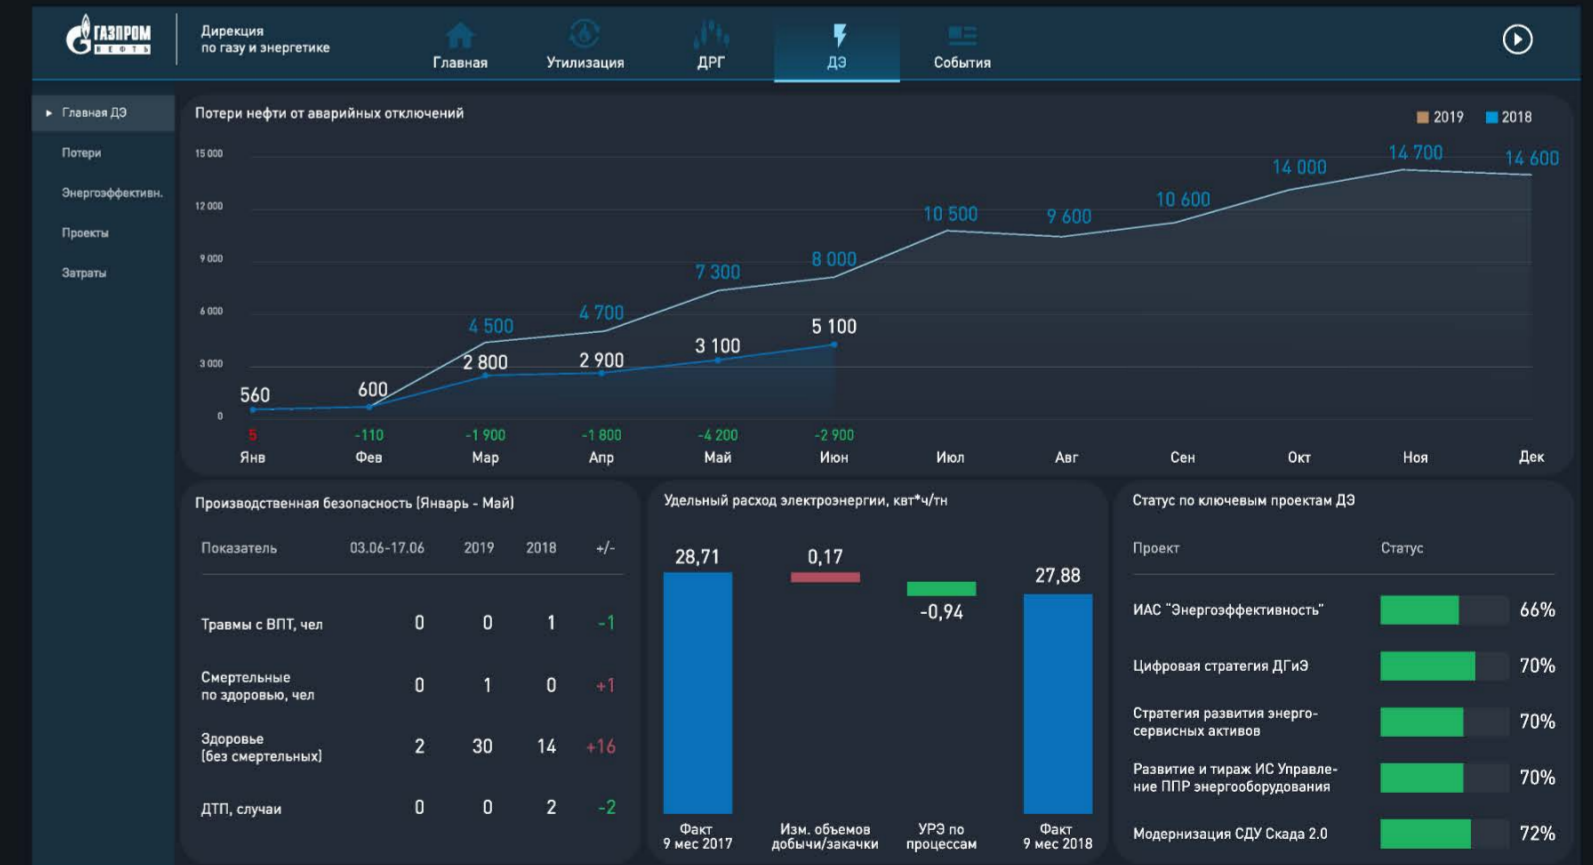 ГАЗПРОМ
НЕФТЬ
Дирекция
по газу и энергетике
Главная
Утилизация
ДРГ
ДЭ
События
Главная ДЭ
Потери
Энергоэффективн.
Проекты
Затраты
Потери нефти от аварийных отключений
2019
2018
15 000
12 000
9 000
6 000
3 000
0
4 500
4 700
7 300
8 000
10 500
9 600
10 600
14 000
14 700
14 600
560
600
2 800
2 900
3 100
5 100
5
-110
-1 900
-1 800
-4 200
-2 900
Янв
Фев
Мар
Апр
Май
Июн
Июл
Авг
Сен
Окт
Ноя
Дек
Производственная безопасность (Январь - Май)
Показатель 03.06-17.06 2019 2018 +/-
Травмы с ВПТ, чел 0 0 1 -1
Смертельные
по здоровью, чел 0 1 0 +1
Здоровье
(без смертельных) 2 30 14 +16
ДТП, случаи 0 0 2 -2
Удельный расход электроэнергии, квт*ч/тн
28,71
0,17
-0,94
27,88
Факт
9 мес 2017
Изм. объемов
добычи/закачки
УРЭ по
процессам
Факт
9 мес 2018
Статус по ключевым проектам ДЭ
Проект Статус
ИАС "Энергоэффективность" 66%
Цифровая стратегия ДГиЭ 70%
Стратегия развития энерго-
сервисных активов 70%
Развитие и тираж ИС Управле-
ние ППР энергооборудования 70%
Модернизация СДУ Скада 2.0 72%